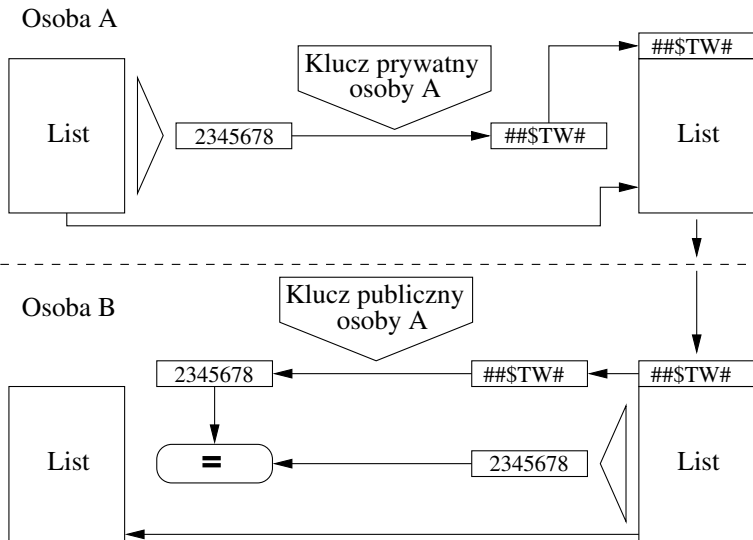 Osoba A
##$TW#
Klucz prywatny
osoby A
List
2345678
##$TW#
List
Osoba B
Klucz publiczny
osoby A
2345678
##$TW#
##$TW#
List
=
2345678
List